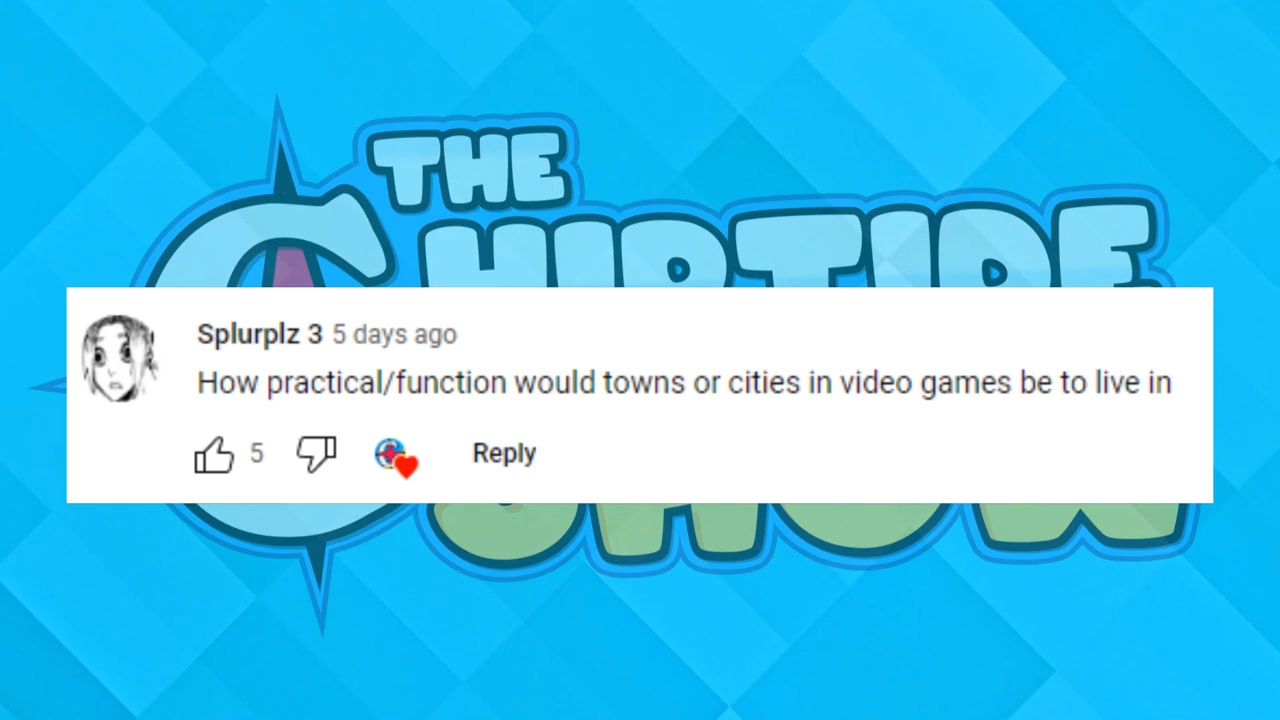 THE
CHIPTIDE
Splurplz 3 5 days ago
How practical/function would towns or cities in video games be to live in
5
Reply
SHOW